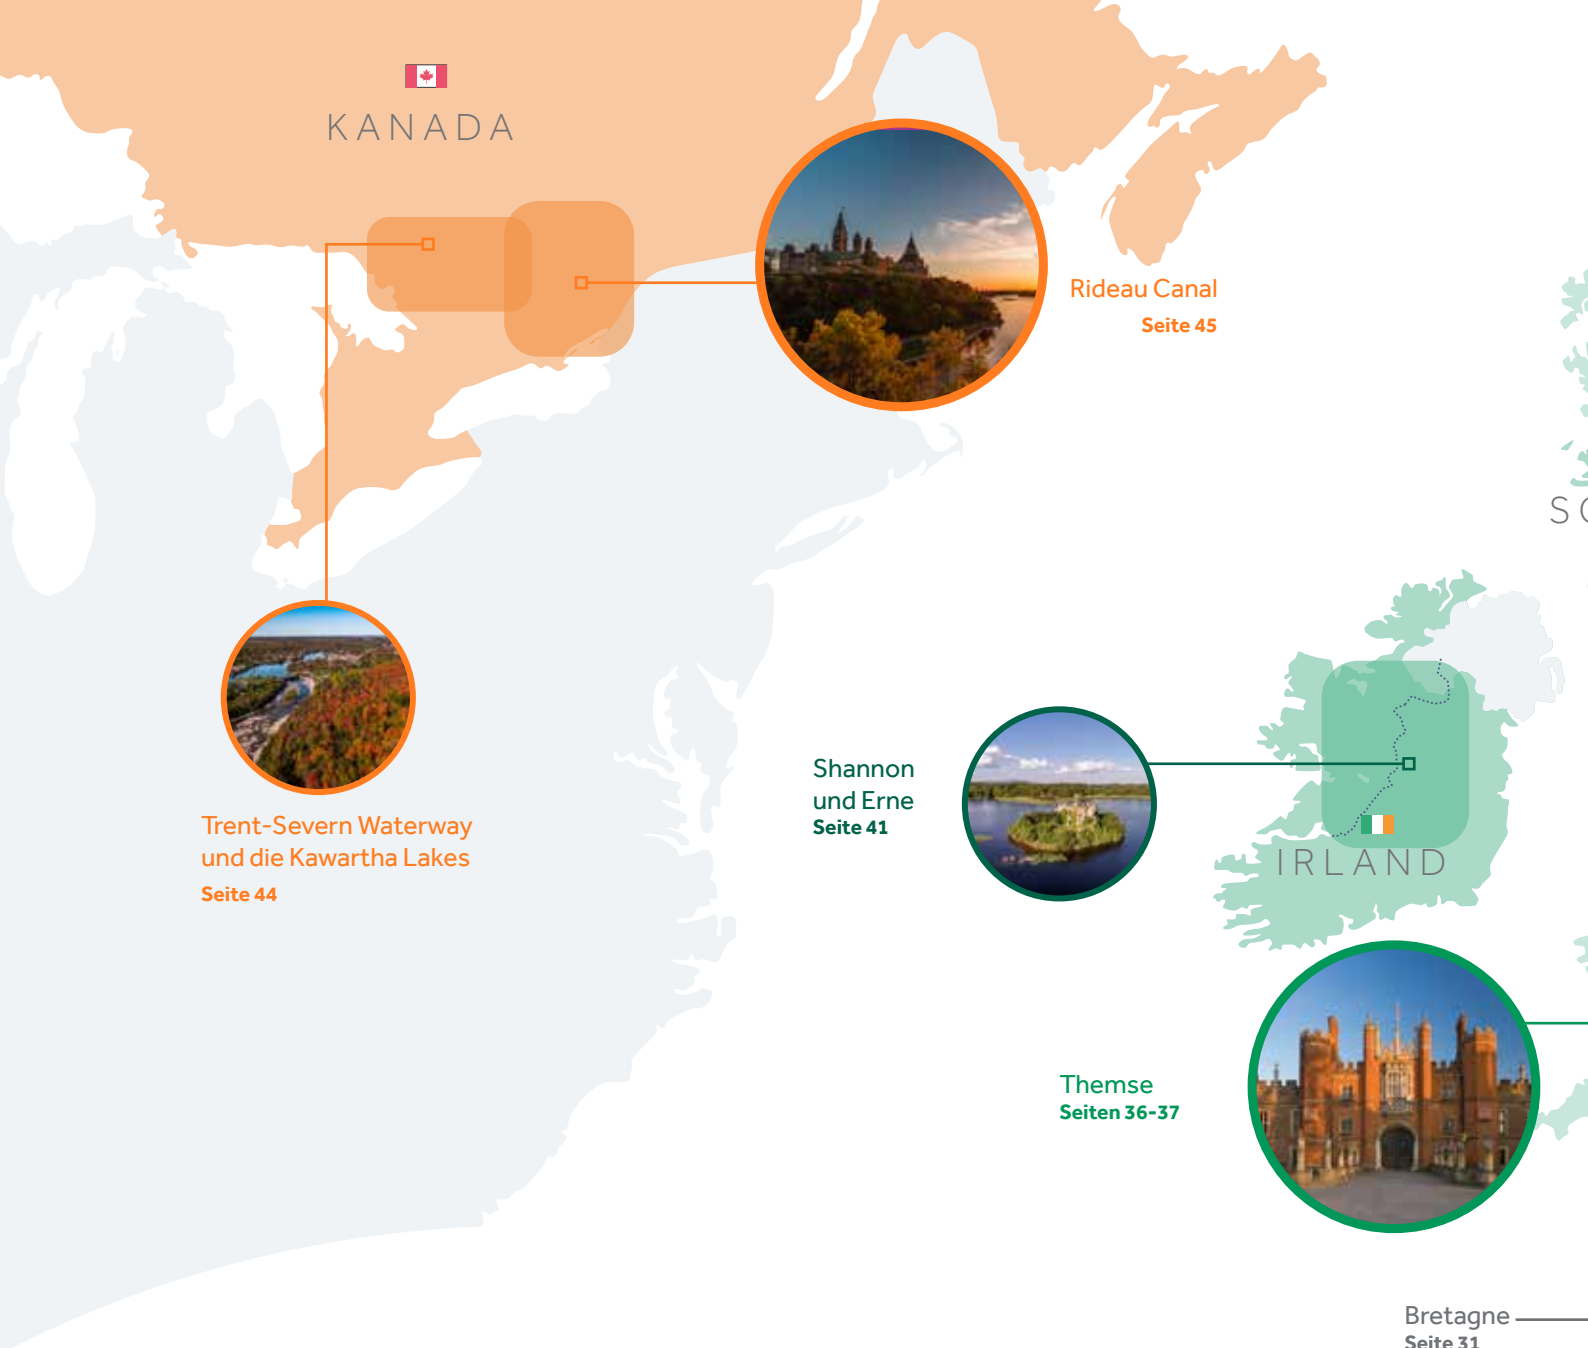 KANADA
Rideau Canal
Seite 45
Trent-Severn Waterway
und die Kawartha Lakes
Seite 44
Shannon
und Erne
Seite 41
IRLAND
Themse
Seiten 36-37
Bretagne
Seite 31